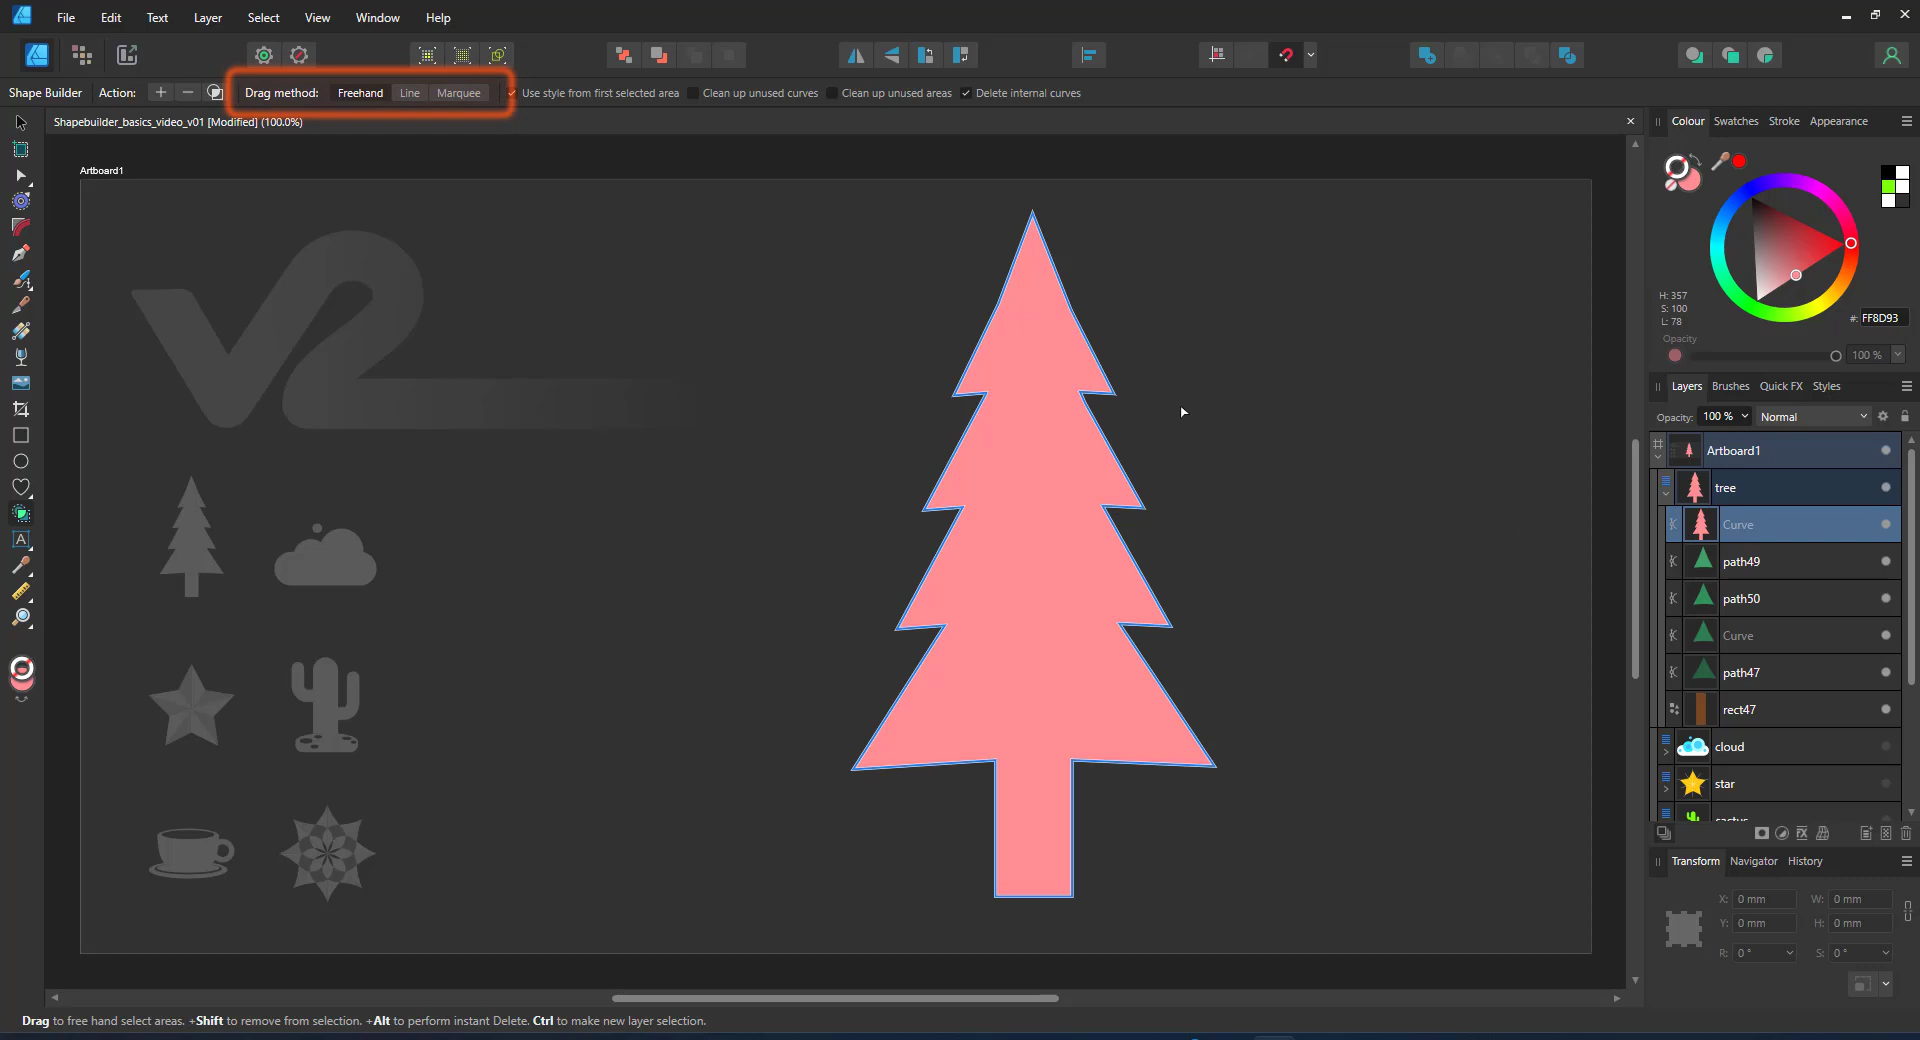 File Edit Text Layer Select View Window Help
Shape Builder Action: Drag method: Freehand Line Marquee Use style from first selected area Clean up unused curves Clean up unused areas Delete internal curves
Shapebuilder_basics_video_v01 [Modified] (100.0%)
Artboard1
v2
A
Colour Swatches Stroke Appearance
H: 357
S: 100
L: 78
#: FF8D93
Opacity
100 %
Layers Brushes Quick FX Styles
Opacity: 100 % Normal
Artboard1
tree
Curve
path49
path50
Curve
path47
rect47
cloud
star
cactus
Transform Navigator History
X: 0 mm W: 0 mm
Y: 0 mm H: 0 mm
R: 0 ° S: 0 °
Drag to free hand select areas. +Shift to remove from selection. +Alt to perform instant Delete. Ctrl to make new layer selection.